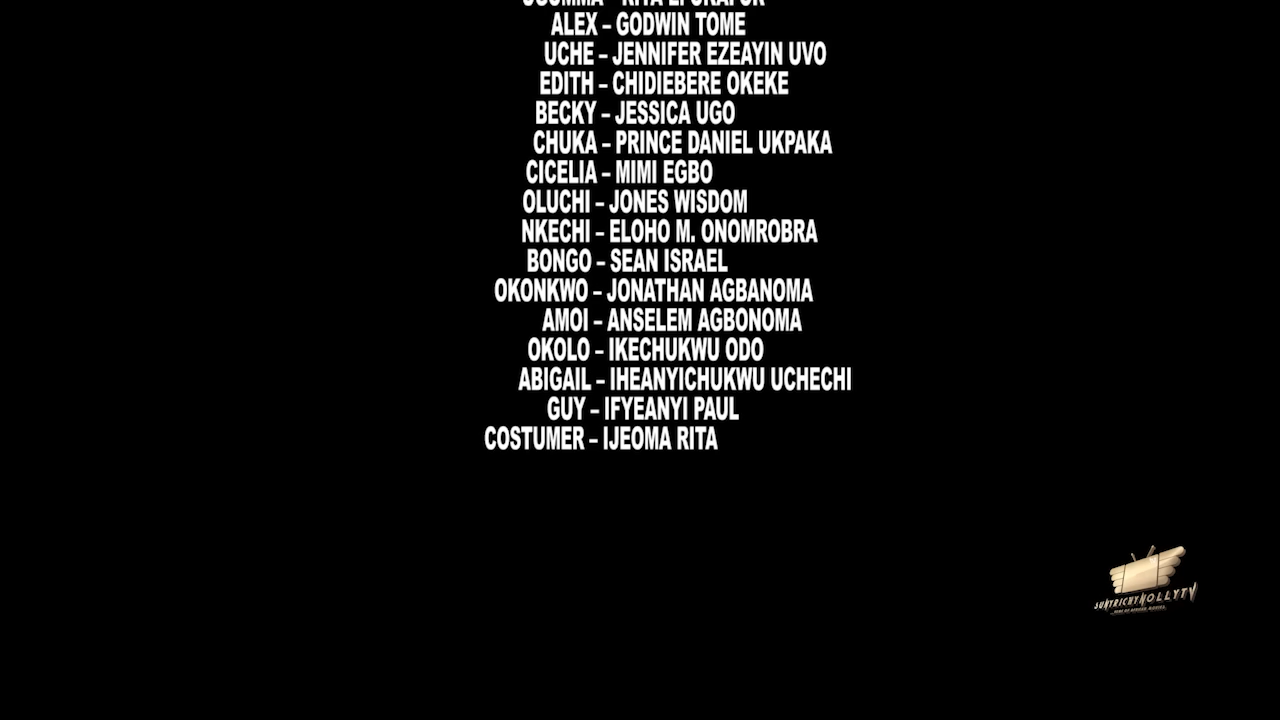 ALEX – GODWIN TOME
UCHE – JENNIFER EZEAYIN UVO
EDITH – CHIDIEBERE OKEKE
BECKY – JESSICA UGO
CHUKA – PRINCE DANIEL UKPAKA
CICELIA – MIMI EGBO
OLUCHI – JONES WISDOM
NKECHI – ELOHO M. ONOMROBRA
BONGO – SEAN ISRAEL
OKONKWO – JONATHAN AGBANOMA
AMOI – ANSELEM AGBONOMA
OKOLO – IKECHUKWU ODO
ABIGAIL – IHEANYICHUKWU UCHECHI
GUY – IFYEANYI PAUL
COSTUMER – IJEOMA RITA
SUNYRICHYNOLLYTV